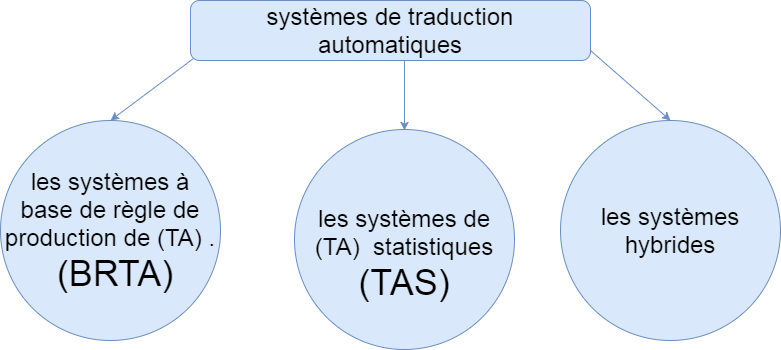 systèmes de traduction
automatiques
les systèmes à
base de règle de
production de (TA) .
(BRTA)
les systèmes de
(TA) statistiques
(TAS)
les systèmes
hybrides